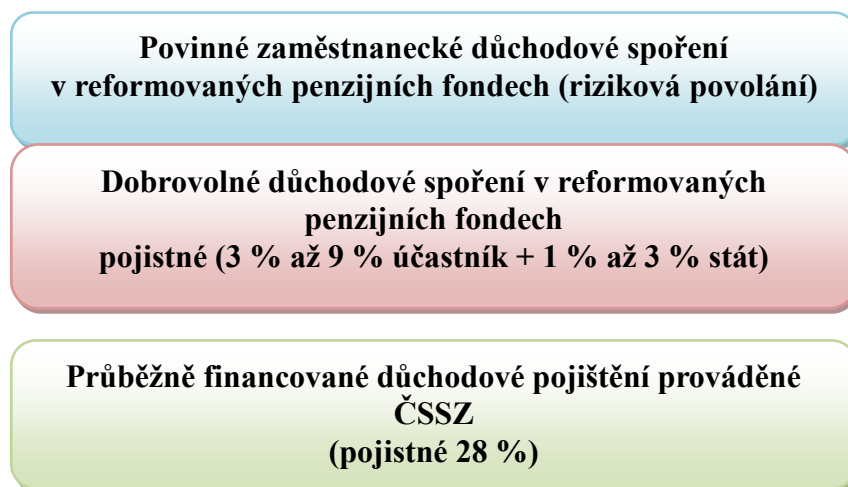 Povinné zaměstnanecké důchodové spoření
v reformovaných penzijních fondech (riziková povolání)
Dobrovolné důchodové spoření v reformovaných
penzijních fondech
pojistné (3 % až 9 % účastník + 1 % až 3 % stát)
Průběžně financované důchodové pojištění prováděné
ČSSZ
(pojistné 28 %)